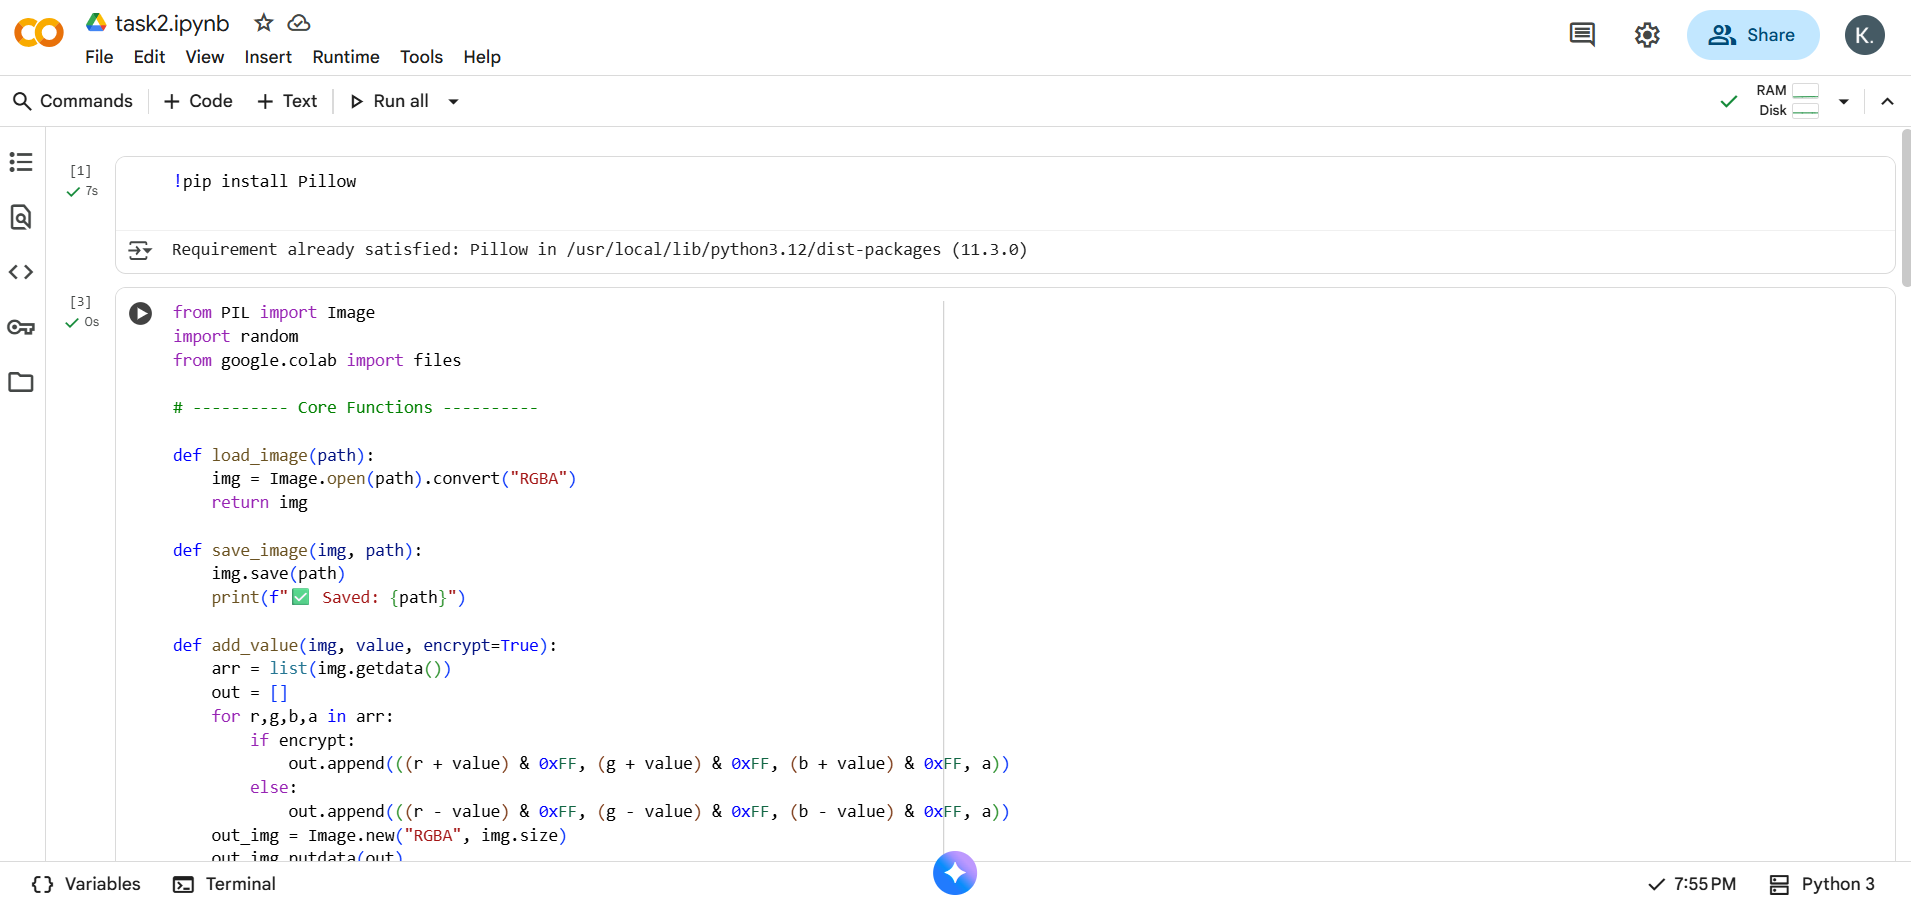 task2.ipynb
File Edit View Insert Runtime Tools Help
Share
K.
Commands + Code + Text Run all
RAM
Disk
[1]
7s
!pip install Pillow
Requirement already satisfied: Pillow in /usr/local/lib/python3.12/dist-packages (11.3.0)
[3]
0s
from PIL import Image
import random
from google.colab import files
# ---------- Core Functions ----------
def load_image(path):
    img = Image.open(path).convert("RGBA")
    return img
def save_image(img, path):
    img.save(path)
    print(f"✅ Saved: {path}")
def add_value(img, value, encrypt=True):
    arr = list(img.getdata())
    out = []
    for r,g,b,a in arr:
        if encrypt:
            out.append(((r + value) & 0xFF, (g + value) & 0xFF, (b + value) & 0xFF, a))
        else:
            out.append(((r - value) & 0xFF, (g - value) & 0xFF, (b - value) & 0xFF, a))
    out_img = Image.new("RGBA", img.size)
    out_img.putdata(out)
Variables Terminal
7:55 PM Python 3